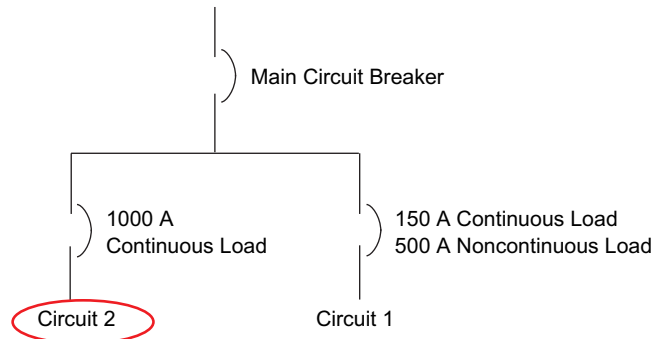 Main Circuit Breaker
1000 A
Continuous Load
150 A Continuous Load
500 A Noncontinuous Load
Circuit 2
Circuit 1